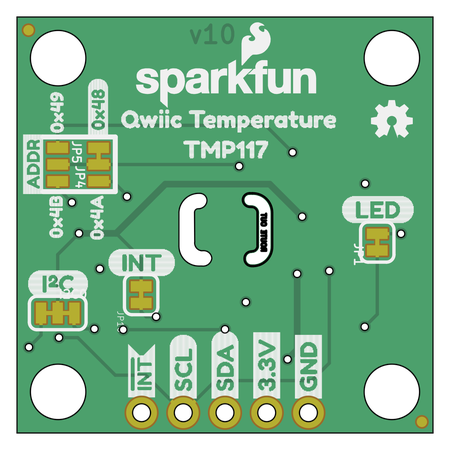 v10
sparkfun
Qwiic Temperature
TMP117
0x49
0x48
ADDR
JP5
JP4
0x4A
LED
JP1
INT
I²C
INT
SCL
SDA
3.3V
GND